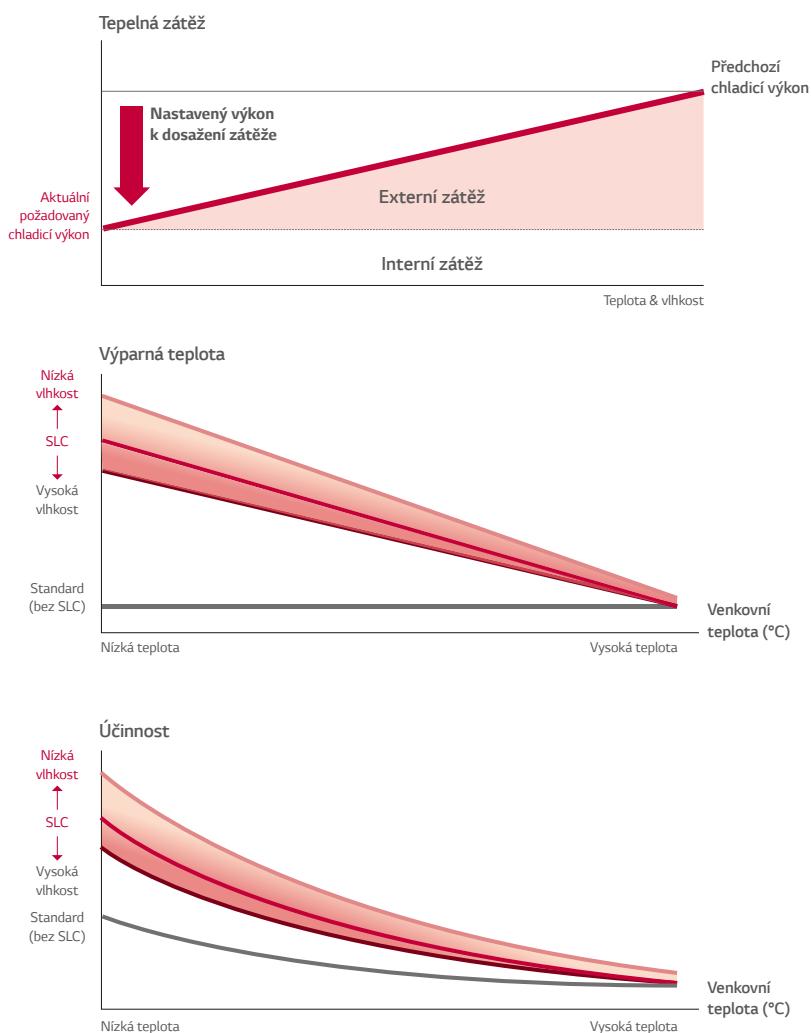 Tepelná zátěž
Předchozí
chladicí výkon
Nastavený výkon
k dosažení zátěže
Aktuální
požadovaný
chladicí výkon
Externí zátěž
Interní zátěž
Teplota & vlhkost
Výparná teplota
Nízká
vlhkost
SLC
Vysoká
vlhkost
Standard
(bez SLC)
Venkovní
teplota (°C)
Nízká teplota
Vysoká teplota
Účinnost
Nízká
vlhkost
SLC
Vysoká
vlhkost
Standard
(bez SLC)
Venkovní
teplota (°C)
Nízká teplota
Vysoká teplota